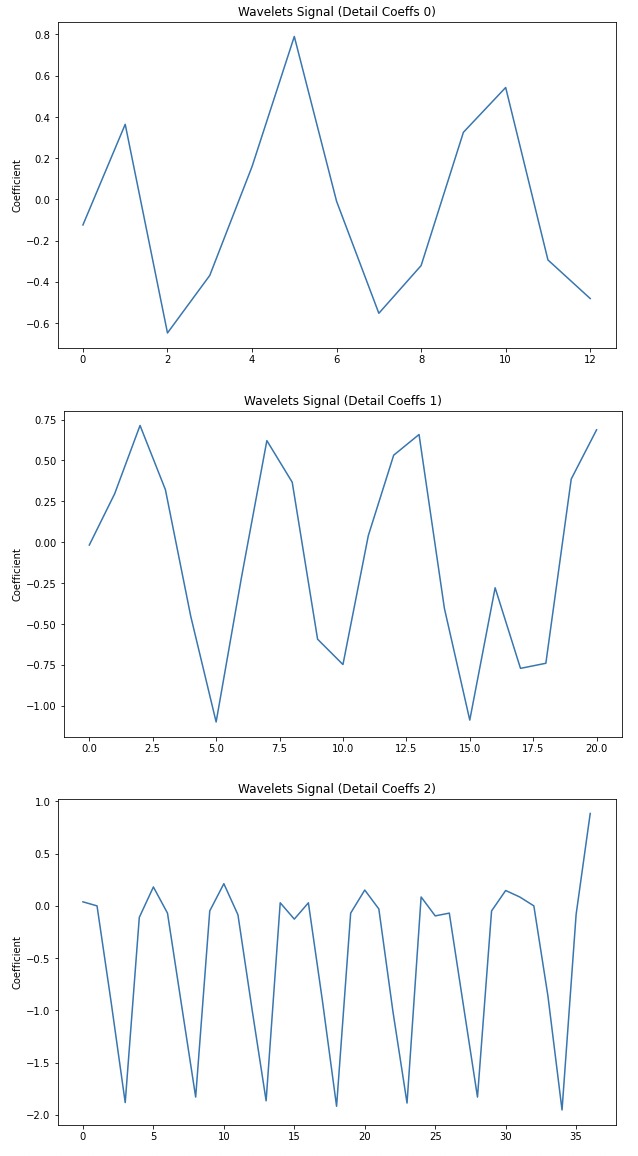 Wavelets Signal (Detail Coeffs 0)
0.8
0.6
0.4
0.2
0.0
−0.2
−0.4
−0.6
Coefficient
0 2 4 6 8 10 12
Wavelets Signal (Detail Coeffs 1)
0.75
0.50
0.25
0.00
−0.25
−0.50
−0.75
−1.00
Coefficient
0.0 2.5 5.0 7.5 10.0 12.5 15.0 17.5 20.0
Wavelets Signal (Detail Coeffs 2)
1.0
0.5
0.0
−0.5
−1.0
−1.5
−2.0
Coefficient
0 5 10 15 20 25 30 35